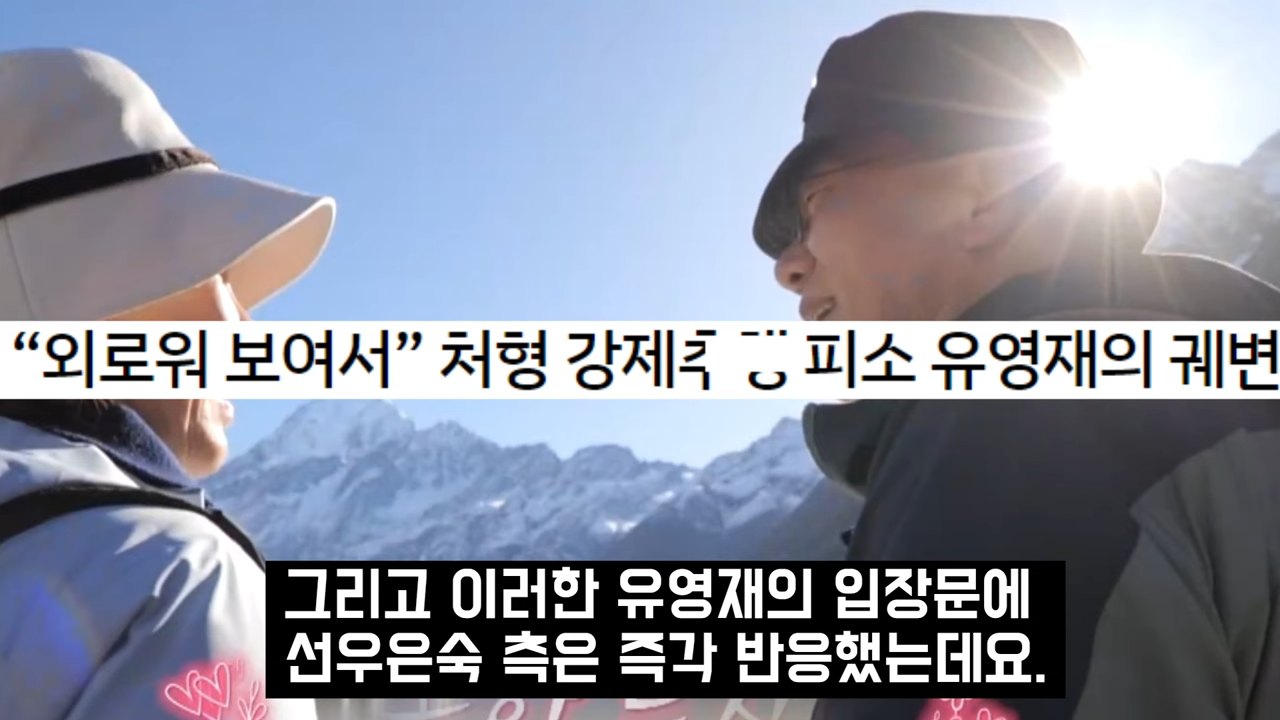 “외로워 보여서” 처형 강제 피소 유영재의 궤변
그리고 이러한 유영재의 입장문에
선우은숙 측은 즉각 반응했는데요.